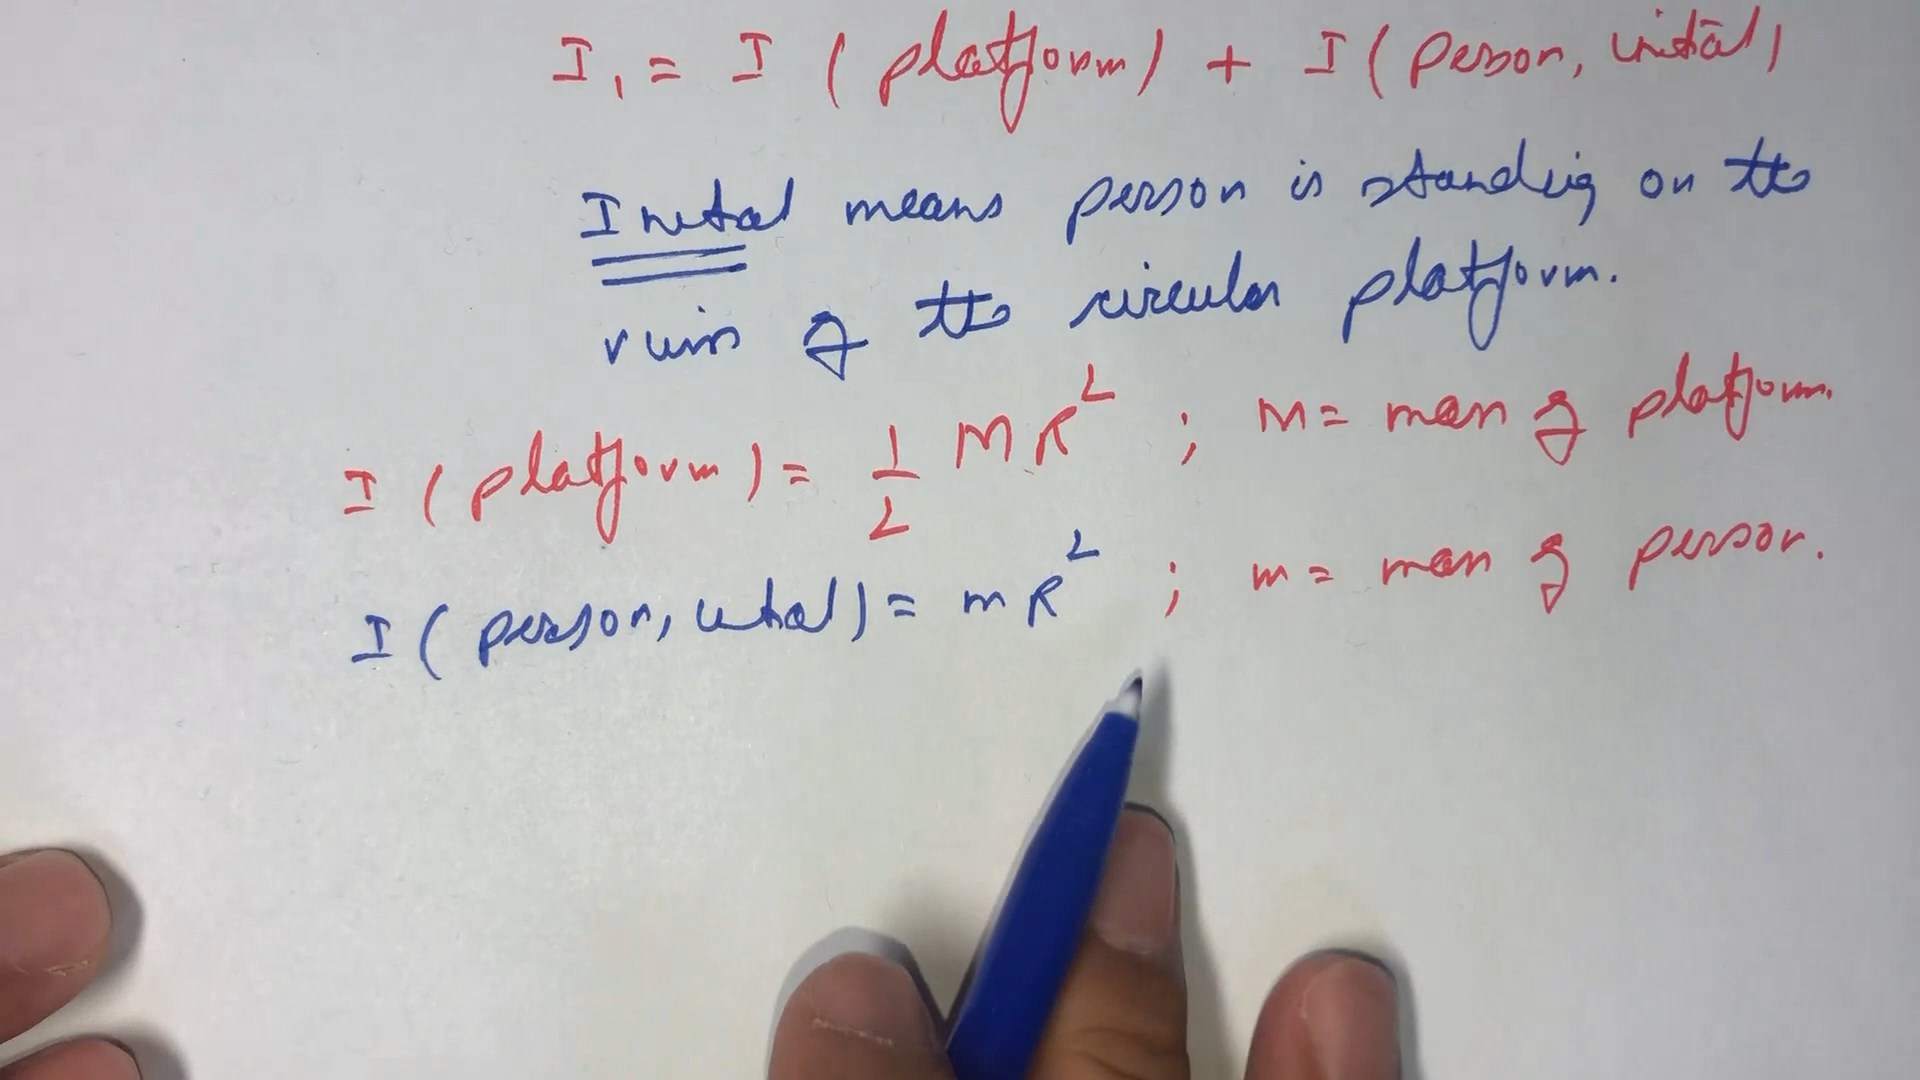 I₁ = I (platform) + I (person, initial)
Initial means person is standing on the
rim of the circular platform.
I (platform) = 1/2 MR² ; M = mass of platform.
I (person, initial) = mR² ; m = mass of person.